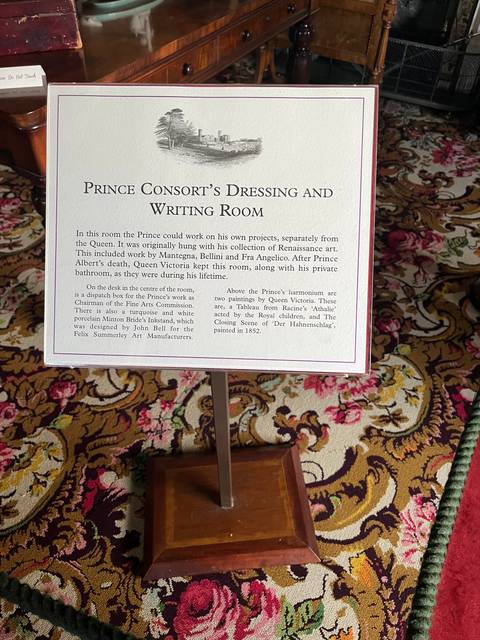 Do Not Touch
PRINCE CONSORT'S DRESSING AND
WRITING ROOM
In this room the Prince could work on his own projects, separately from
the Queen. It was originally hung with his collection of Renaissance art.
This included work by Mantegna, Bellini and Fra Angelico. After Prince
Albert's death, Queen Victoria kept this room, along with his private
bathroom, as they were during his lifetime.
On the desk in the centre of the room,
is a dispatch box for the Prince's work as
Chairman of the Fine Arts Commission.
There is also a turquoise and white
porcelain Minton Bride's Inkstand, which
was designed by John Bell for the
Felix Summerley Art Manufacturers.
Above the Prince's harmonium are
two paintings by Queen Victoria. These
are, a Tableau from Racine's 'Athalie'
acted by the Royal children, and The
Closing Scene of 'Der Hahnenschlag',
painted in 1852.